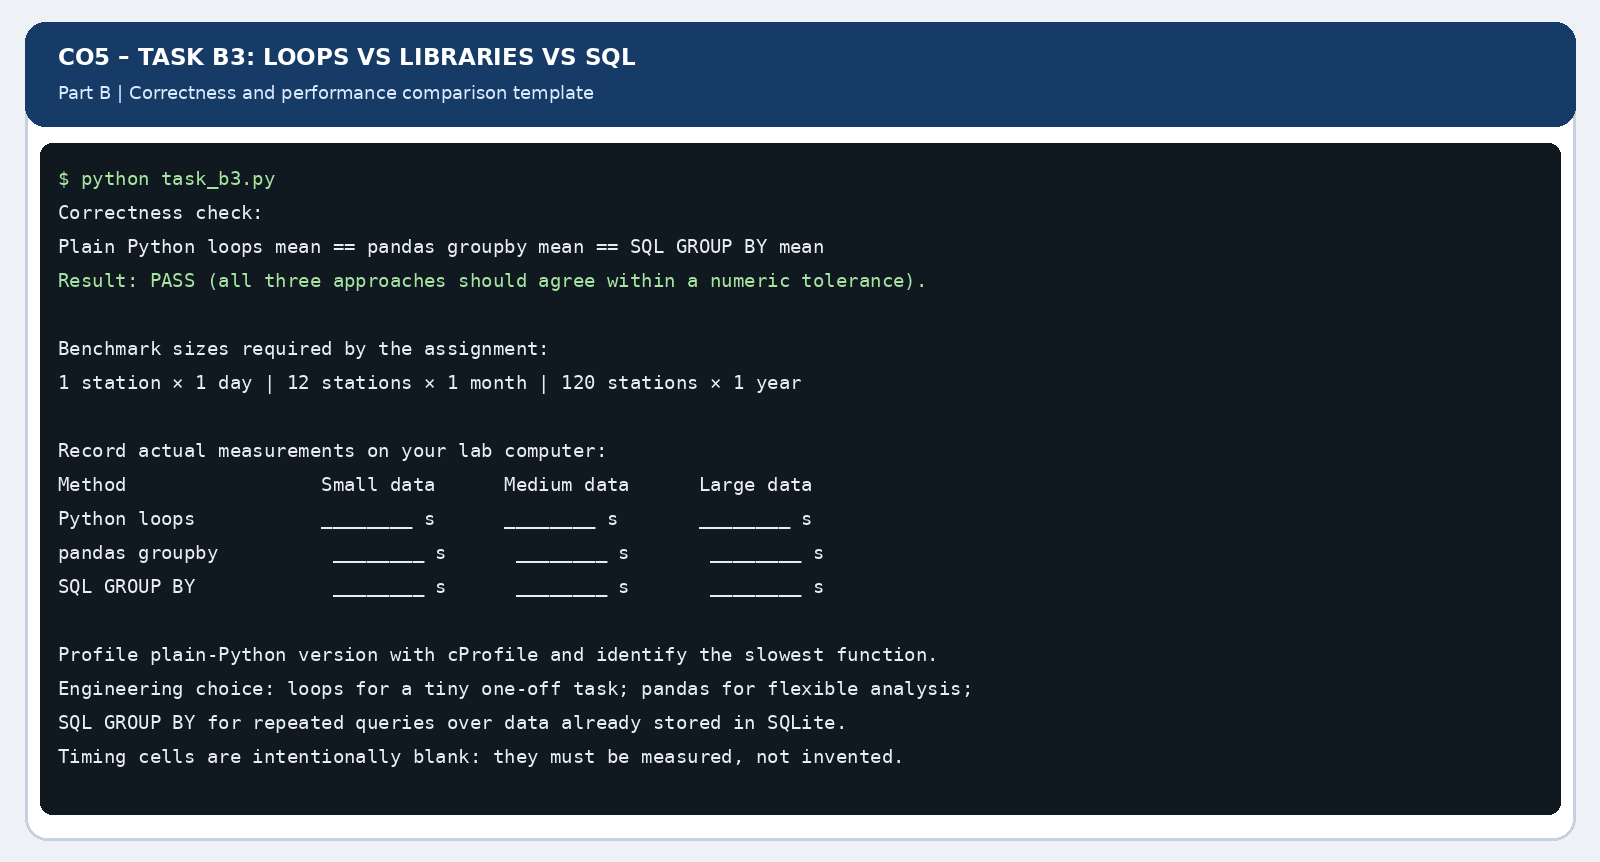 CO5 – TASK B3: LOOPS VS LIBRARIES VS SQL
Part B | Correctness and performance comparison template
$ python task_b3.py
Correctness check:
Plain Python loops mean == pandas groupby mean == SQL GROUP BY mean
Result: PASS (all three approaches should agree within a numeric tolerance).
Benchmark sizes required by the assignment:
1 station × 1 day | 12 stations × 1 month | 120 stations × 1 year
Record actual measurements on your lab computer:
Method                 Small data      Medium data      Large data
Python loops           ________ s      ________ s       ________ s
pandas groupby          ________ s      ________ s       ________ s
SQL GROUP BY            ________ s      ________ s       ________ s
Profile plain-Python version with cProfile and identify the slowest function.
Engineering choice: loops for a tiny one-off task; pandas for flexible analysis;
SQL GROUP BY for repeated queries over data already stored in SQLite.
Timing cells are intentionally blank: they must be measured, not invented.